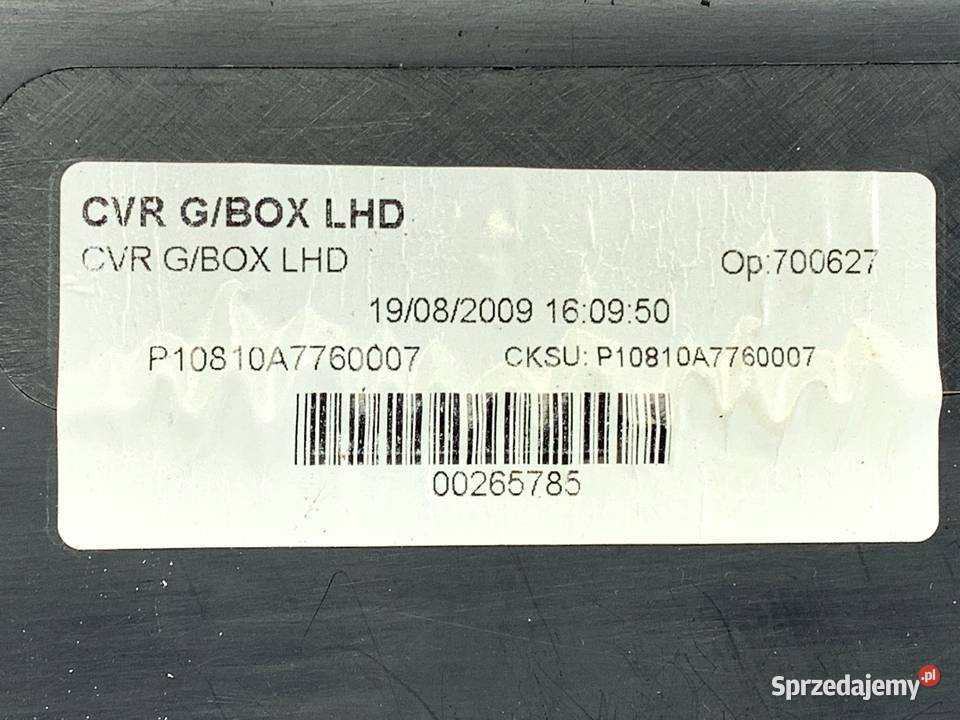 CVR G/BOX LHD
CVR G/BOX LHD Op:700627
19/08/2009 16:09:50
P10810A7760007 CKSU: P10810A7760007
00265785
Sprzedajemy.pl